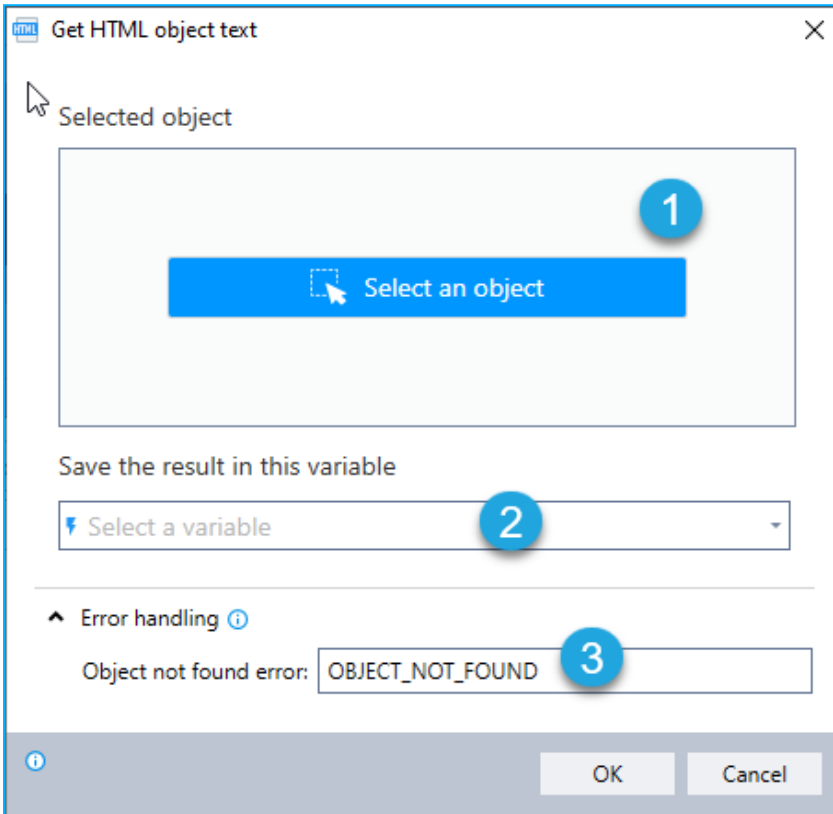 HTML Get HTML object text
Selected object
1
Select an object
Save the result in this variable
Select a variable
2
Error handling
Object not found error: OBJECT_NOT_FOUND
3
OK Cancel